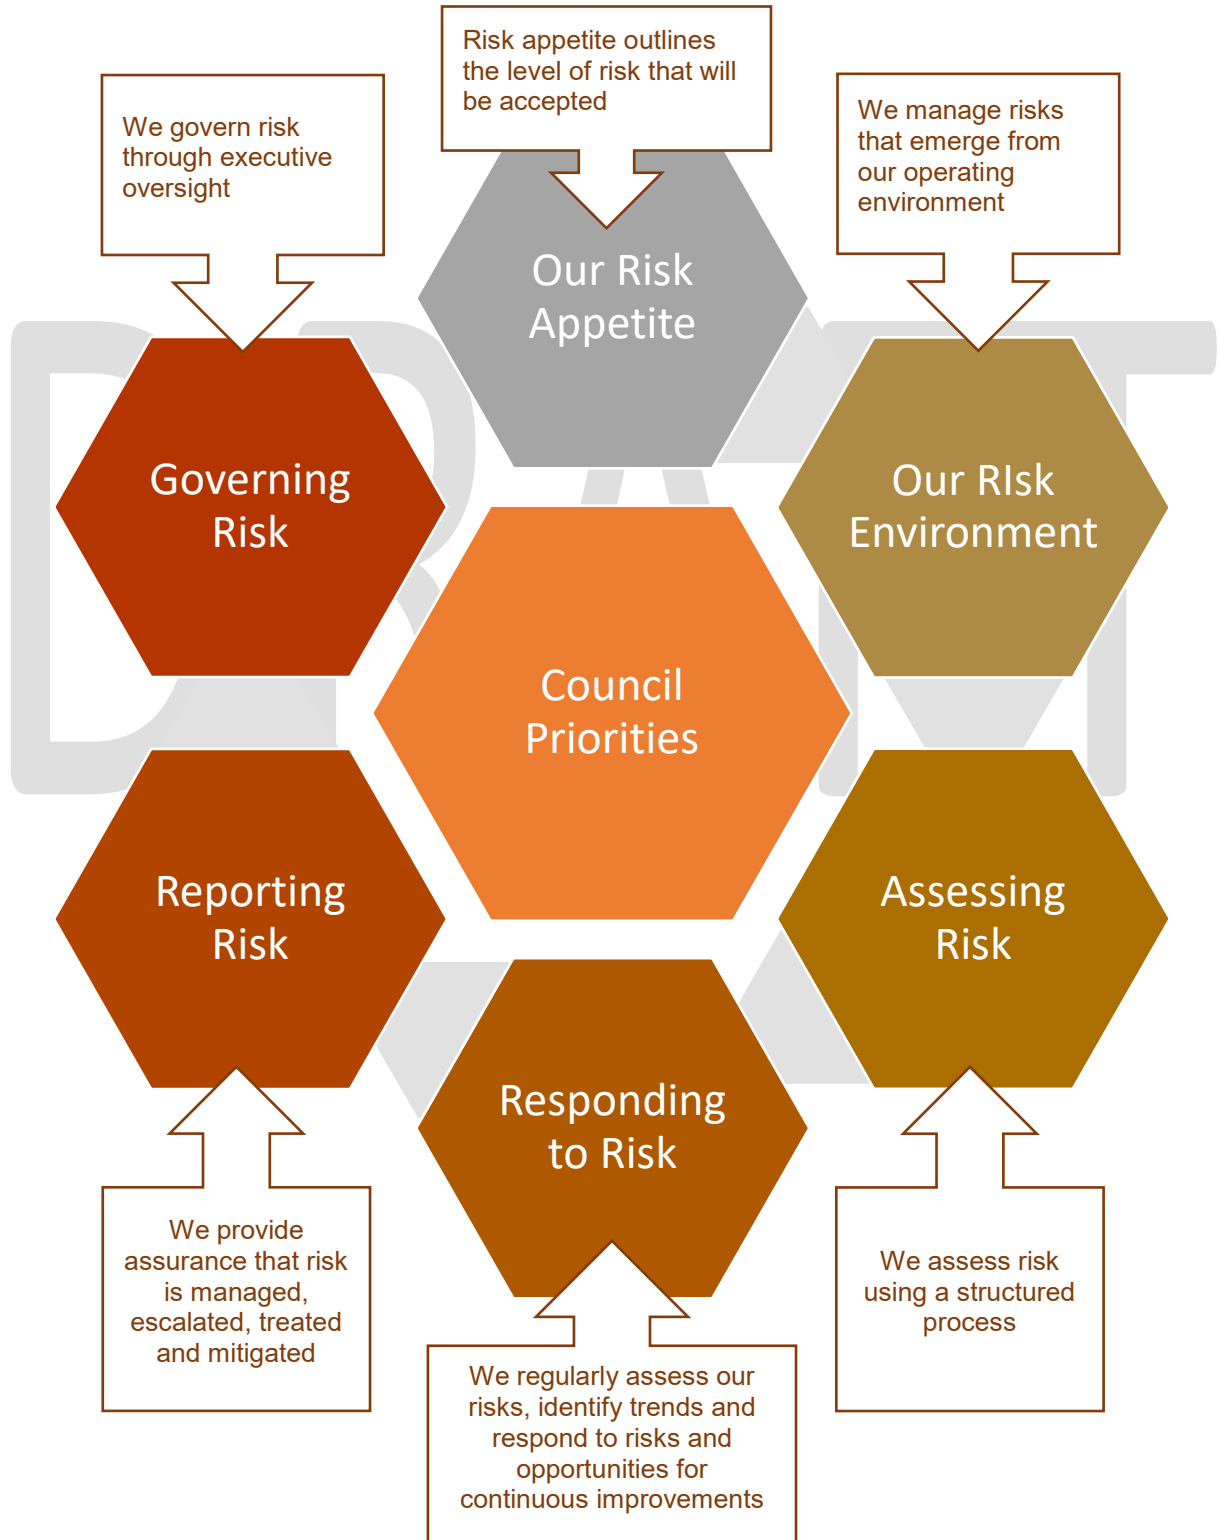 Risk appetite outlines
the level of risk that will
be accepted
We govern risk
through executive
oversight
We manage risks
that emerge from
our operating
environment
Our Risk
Appetite
Governing
Risk
Our RIsk
Environment
Council
Priorities
Reporting
Risk
Assessing
Risk
Responding
to Risk
We provide
assurance that risk
is managed,
escalated, treated
and mitigated
We assess risk
using a structured
process
We regularly assess our
risks, identify trends and
respond to risks and
opportunities for
continuous improvements
DRAFT